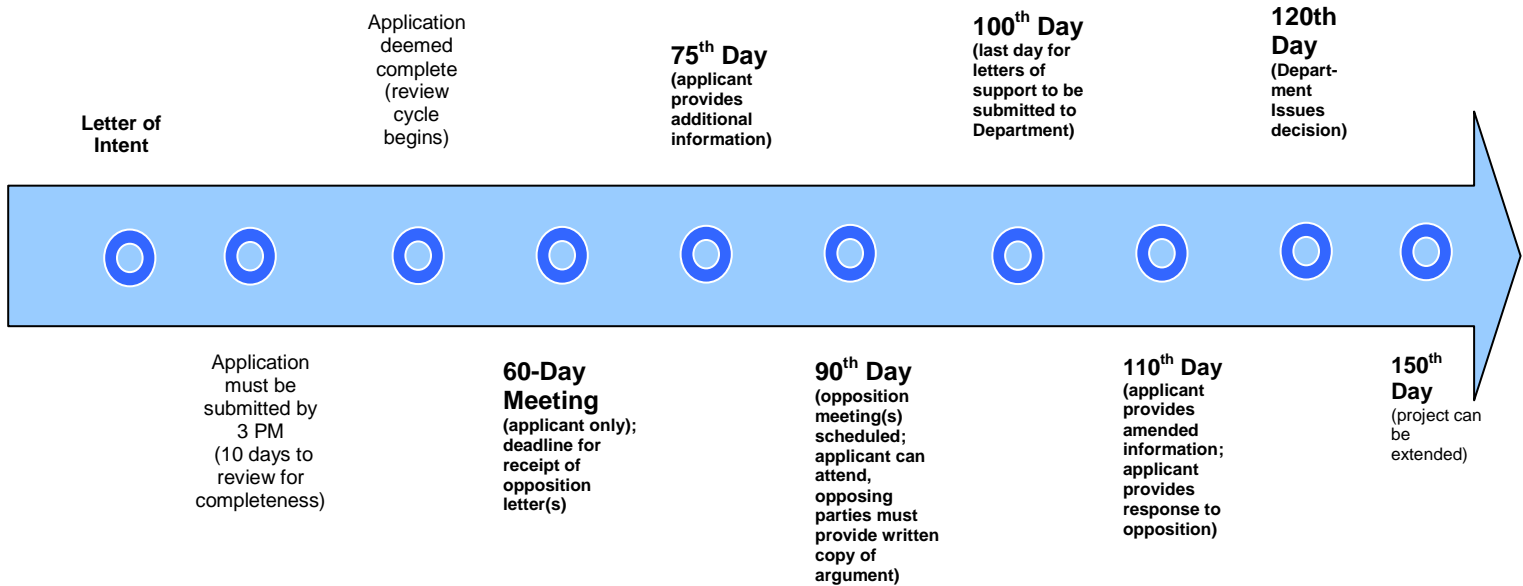 Letter of
Intent
Application
must be
submitted by
3 PM
(10 days to
review for
completeness)
Application
deemed
complete
(review
cycle
begins)
60-Day
Meeting
(applicant only);
deadline for
receipt of
opposition
letter(s)
75th Day
(applicant
provides
additional
information)
90th Day
(opposition
meeting(s)
scheduled;
applicant can
attend,
opposing
parties must
provide written
copy of
argument)
100th Day
(last day for
letters of
support to be
submitted to
Department)
110th Day
(applicant
provides
amended
information;
applicant
provides
response to
opposition)
120th
Day
(Depart-
ment
Issues
decision)
150th
Day
(project can
be
extended)